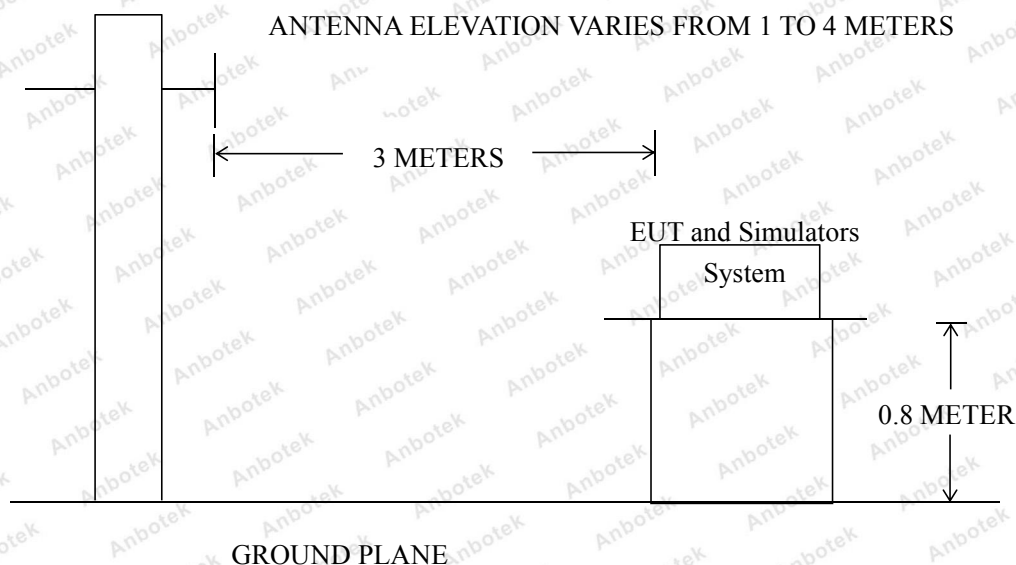 ANTENNA ELEVATION VARIES FROM 1 TO 4 METERS
3 METERS
EUT and Simulators
System
0.8 METER
GROUND PLANE
Anbotek